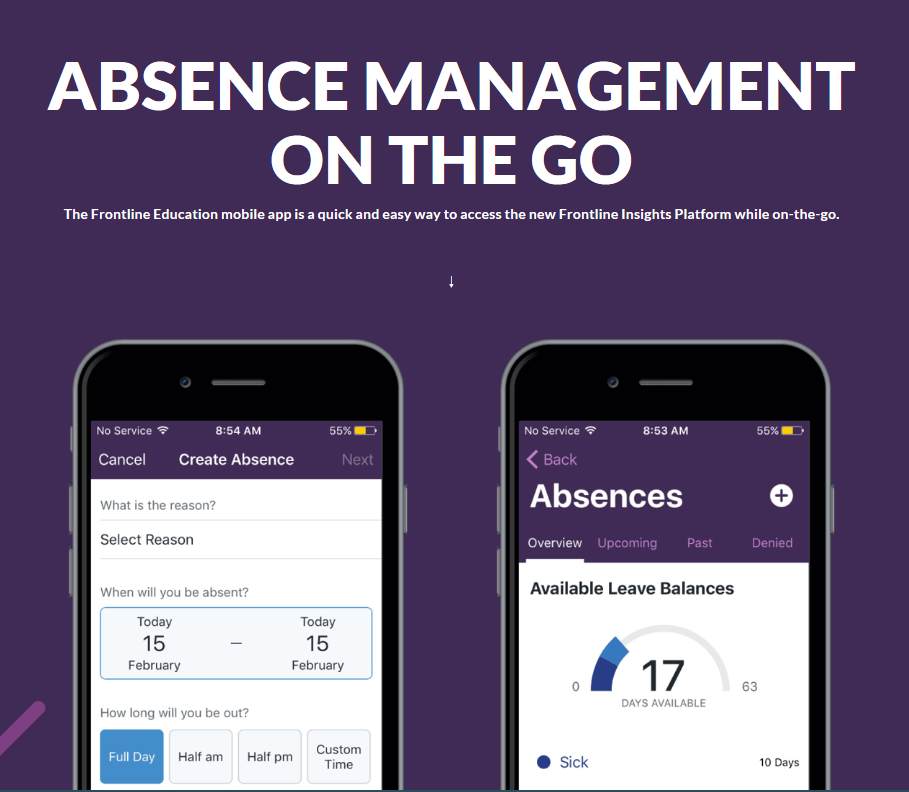 ABSENCE MANAGEMENT
ON THE GO
The Frontline Education mobile app is a quick and easy way to access the new Frontline Insights Platform while on-the-go.
↓
No Service 8:54 AM 55%
Cancel Create Absence Next
What is the reason?
Select Reason
When will you be absent?
Today Today
15 – 15
February February
How long will you be out?
Full Day Half am Half pm Custom Time
No Service 8:53 AM 55%
Back
Absences
Overview Upcoming Past Denied
Available Leave Balances
0 17 63
DAYS AVAILABLE
Sick 10 Days